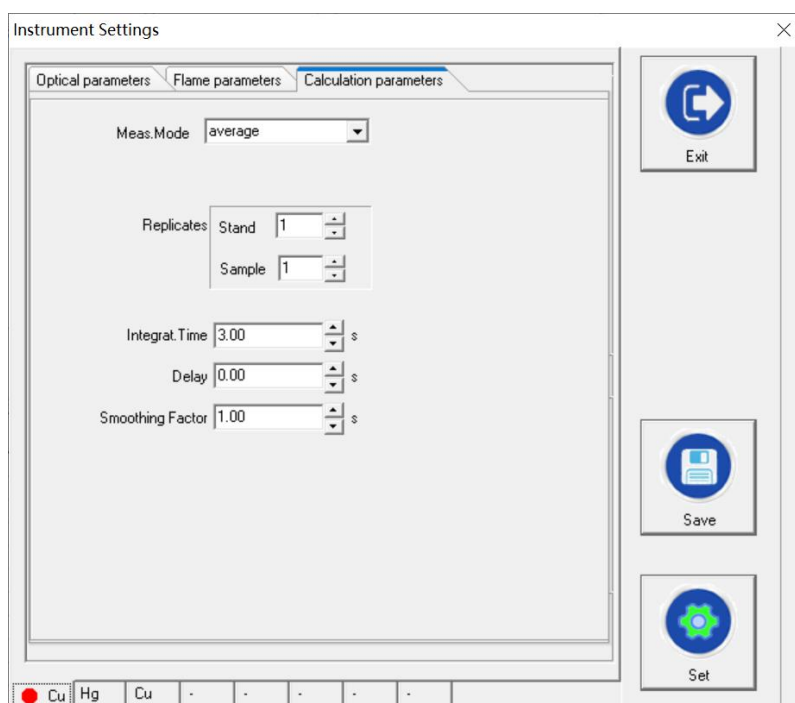 Instrument Settings
Optical parameters Flame parameters Calculation parameters
Exit
Meas.Mode average
Replicates Stand 1
Sample 1
Integrat.Time 3.00 s
Delay 0.00 s
Smoothing Factor 1.00 s
Save
Set
Cu Hg Cu - - - - -